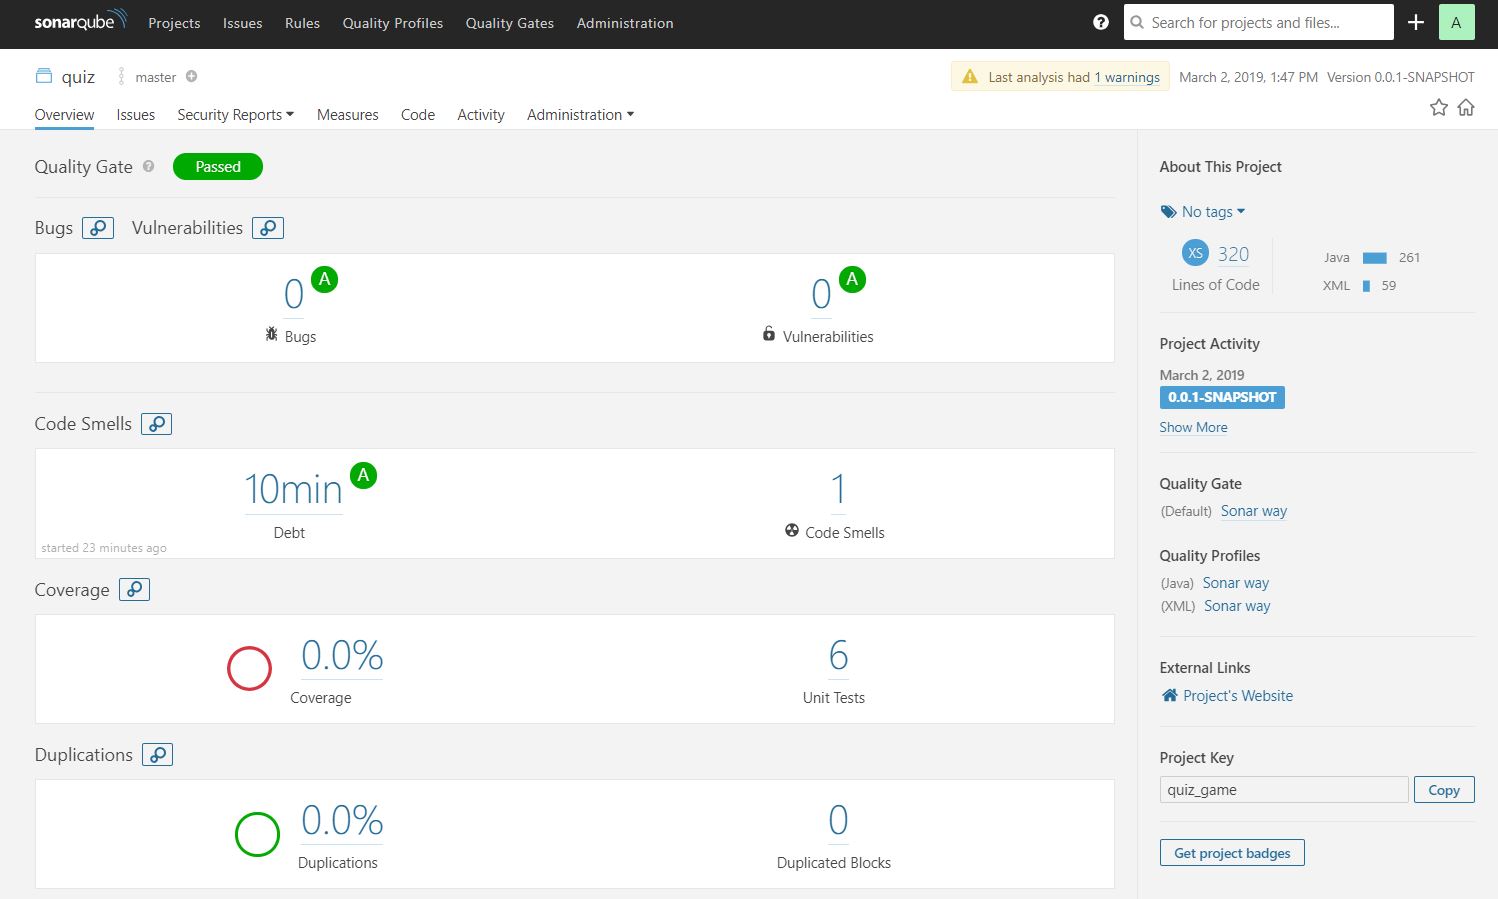 sonarqube Projects Issues Rules Quality Profiles Quality Gates Administration ? Search for projects and files... + A
quiz master Last analysis had 1 warnings March 2, 2019, 1:47 PM Version 0.0.1-SNAPSHOT
Overview Issues Security Reports Measures Code Activity Administration
Quality Gate ? Passed
Bugs Vulnerabilities
0 A 0 A
Bugs Vulnerabilities
Code Smells
10min A 1
Debt Code Smells
started 23 minutes ago
Coverage
0.0% 6
Coverage Unit Tests
Duplications
0.0% 0
Duplications Duplicated Blocks
About This Project
No tags
XS 320
Lines of Code
Java 261
XML 59
Project Activity
March 2, 2019
0.0.1-SNAPSHOT
Show More
Quality Gate
(Default) Sonar way
Quality Profiles
(Java) Sonar way
(XML) Sonar way
External Links
Project's Website
Project Key
quiz_game Copy
Get project badges